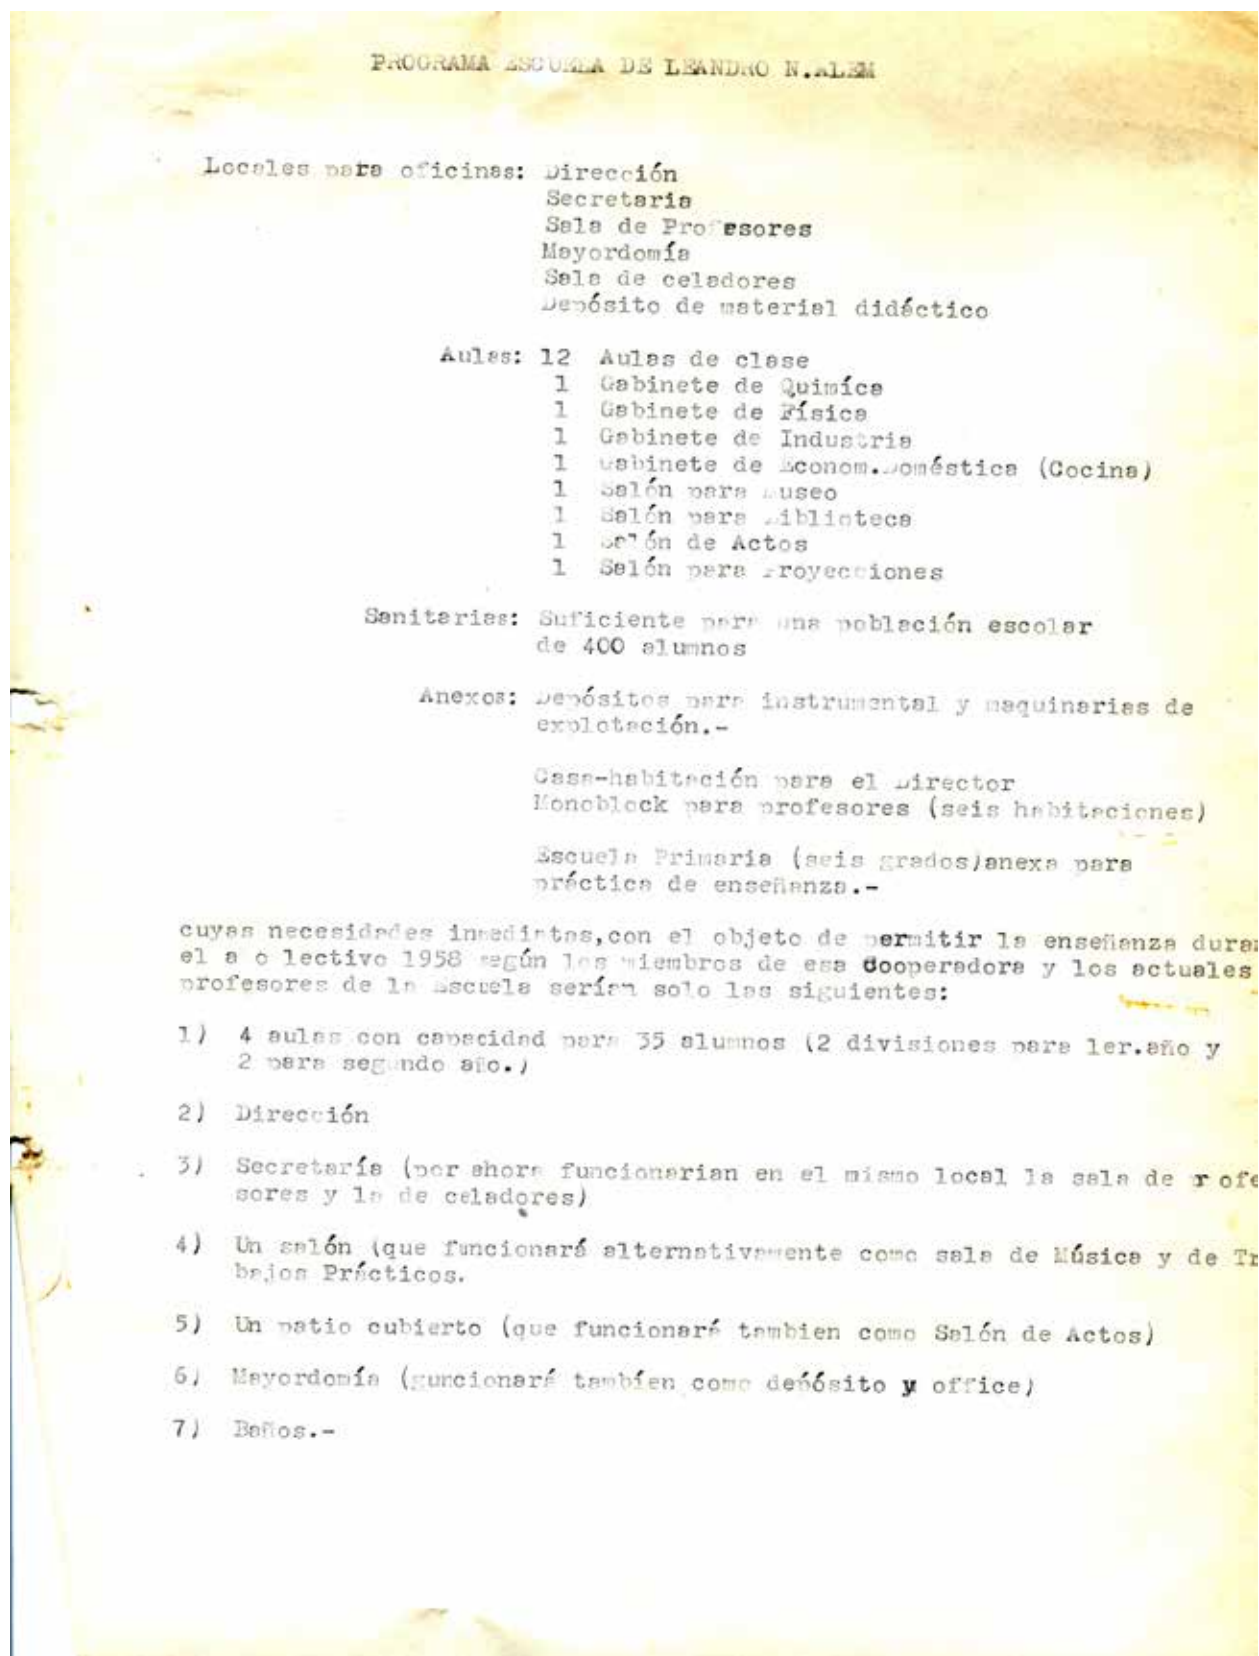 PROGRAMA ESCUELA DE LEANDRO N.ALEM
Locales para oficinas: Dirección
Secretaria
Sala de Profesores
Mayordomía
Sala de celadores
Depósito de material didáctico
Aulas: 12 Aulas de clase
1 Gabinete de Quimíca
1 Gabinete de Física
1 Gabinete de Industria
1 Gabinete de Econom.Doméstica (Cocina)
1 Salón para Museo
1 Salón para Biblioteca
1 Salón de Actos
1 Salón para Proyecciones
Sanitarias: Suficiente para una población escolar
de 400 alumnos
Anexos: Depósitos para instrumental y maquinarias de
explotación.-
Casa-habitación para el Director
Monoblock para profesores (seis habitaciones)
Escuela Primaria (seis grados)anexa para
práctica de enseñanza.-
cuyas necesidades inmediatas,con el objeto de permitir la enseñanza duran
el a o lectivo 1958 según los miembros de esa Cooperadora y los actuales
profesores de la Escuela serían solo las siguientes:
1) 4 aulas con capacidad para 35 alumnos (2 divisiones para 1er.año y
2 para segundo año.)
2) Dirección
3) Secretaría (por ahora funcionarian en el mismo local la sala de r ofe
sores y la de celadores)
4) Un salón (que funcionará alternativamente como sala de Música y de Tr
bajos Prácticos.
5) Un patio cubierto (que funcionará tambien como Salón de Actos)
6) Mayordomía (guncionará tambíen como deṕósito y office)
7) Baños.-